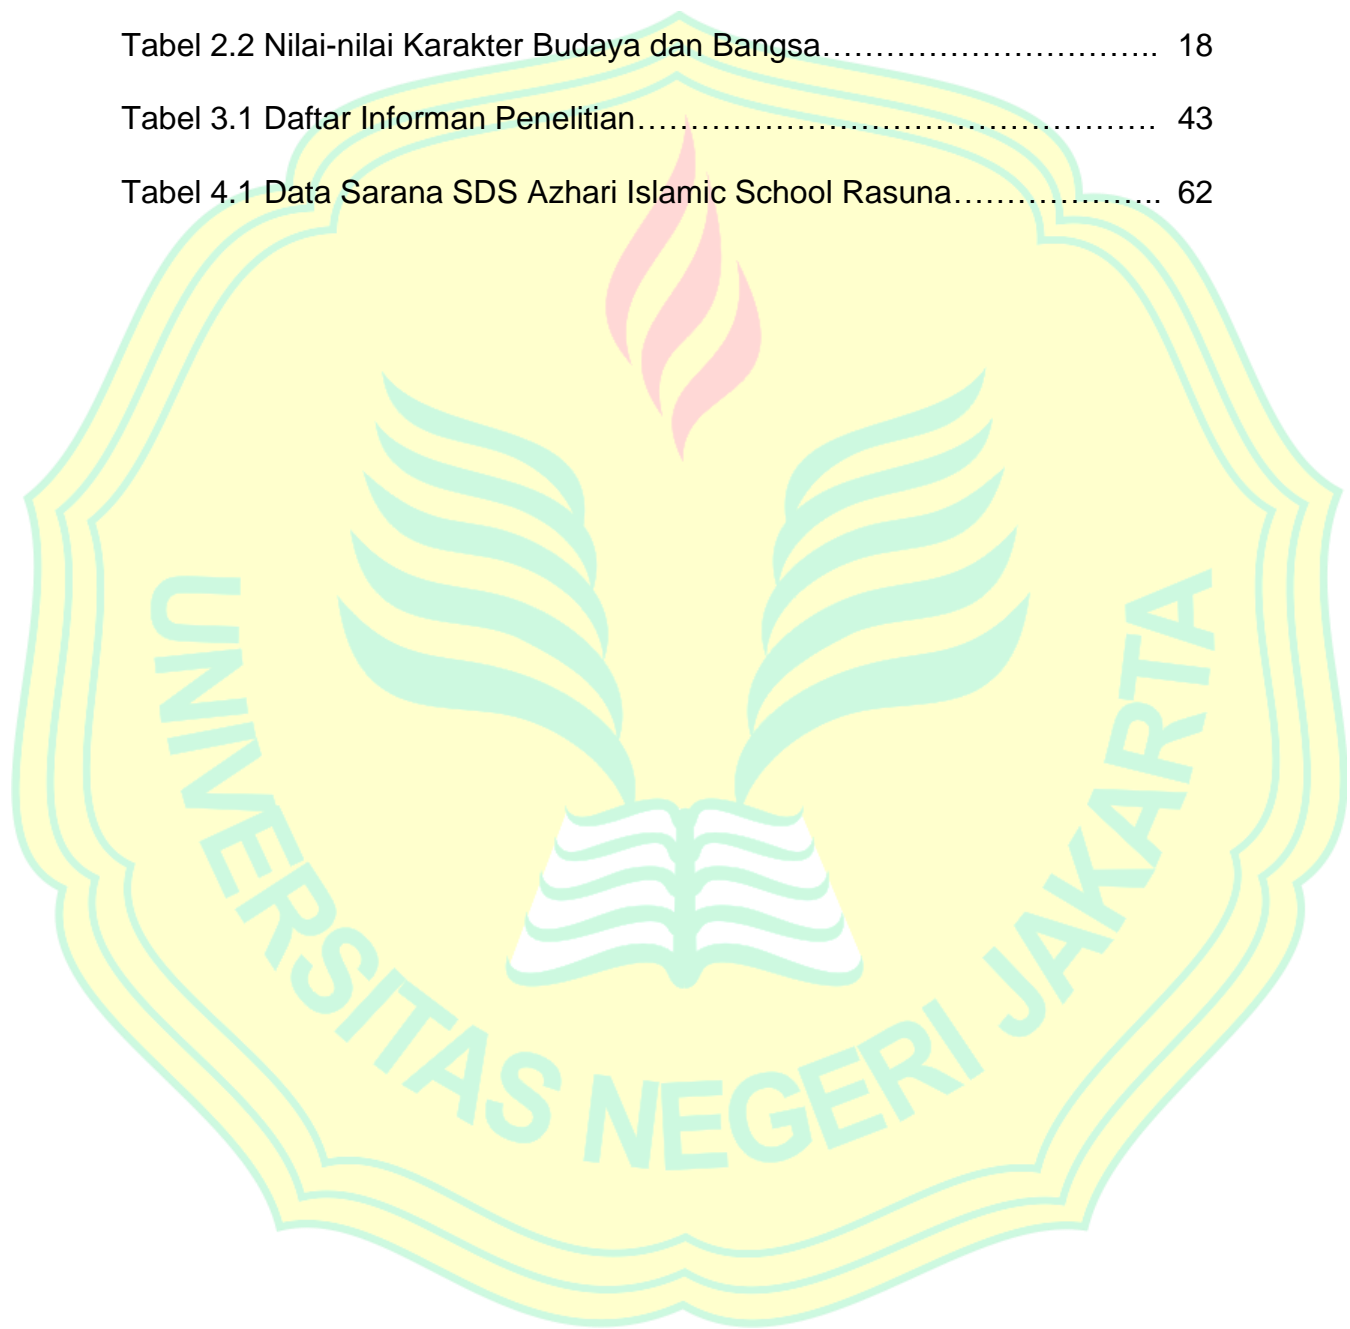 Tabel 2.2 Nilai-nilai Karakter Budaya dan Bangsa………………………….. 18
Tabel 3.1 Daftar Informan Penelitian…………………………………………. 43
Tabel 4.1 Data Sarana SDS Azhari Islamic School Rasuna……………….. 62
UNIVERSITAS NEGERI JAKARTA